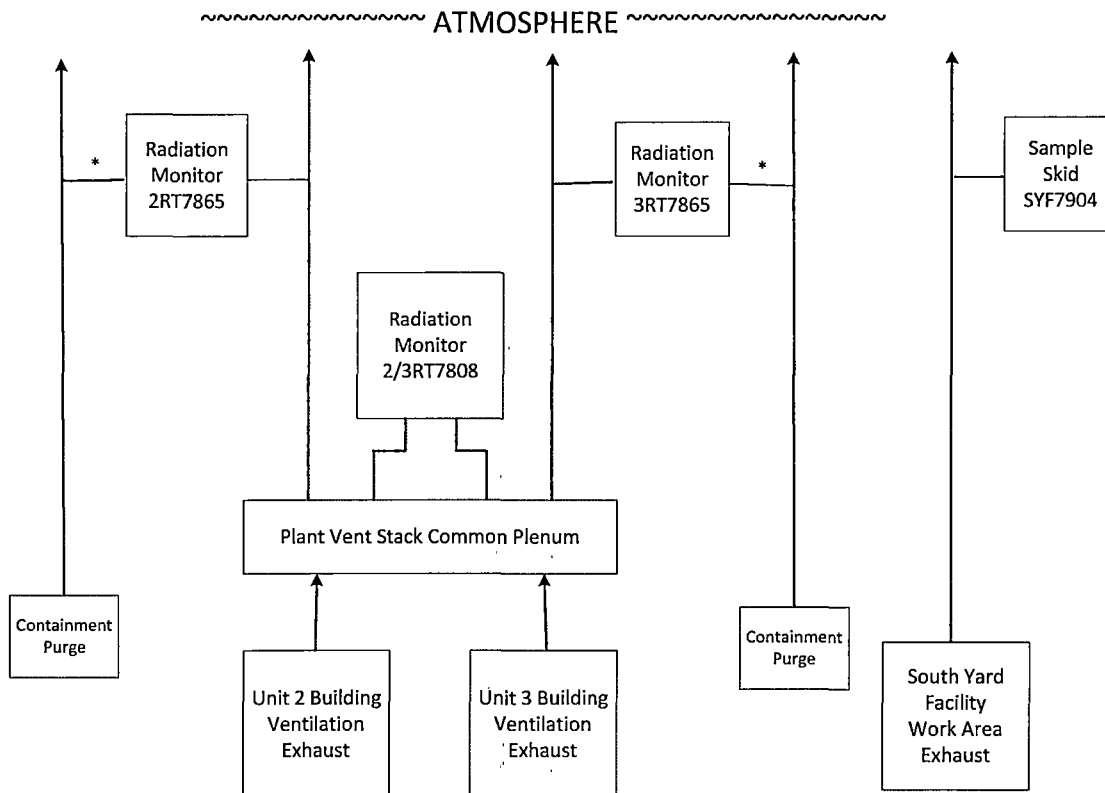 ~~~~~~~~~~~~~~~ ATMOSPHERE ~~~~~~~~~~~~~~~~~
*
Radiation
Monitor
2RT7865
Radiation
Monitor
3RT7865
*
Sample
Skid
SYF7904
Radiation
Monitor
2/3RT7808
Plant Vent Stack Common Plenum
Containment
Purge
Containment
Purge
Unit 2 Building
Ventilation
Exhaust
Unit 3 Building
Ventilation
Exhaust
South Yard
Facility
Work Area
Exhaust